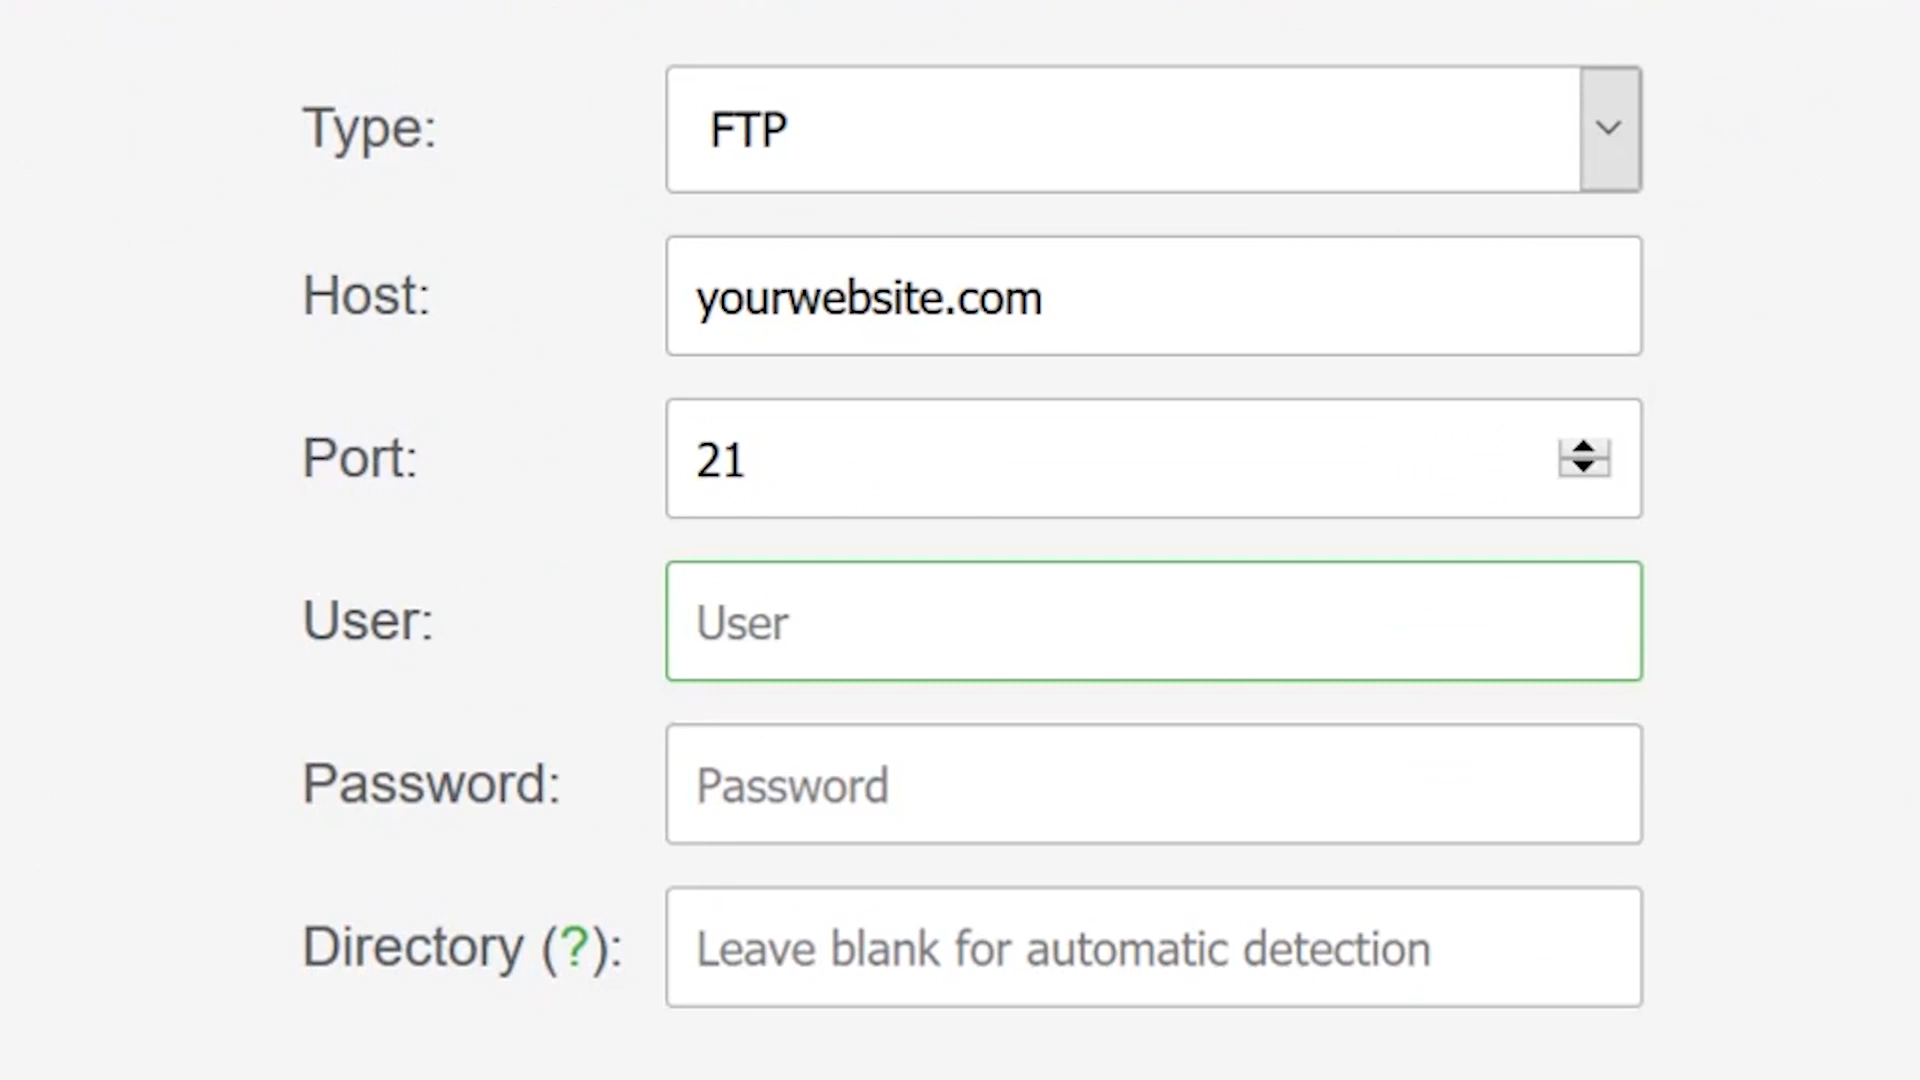 Type: FTP
Host: yourwebsite.com
Port: 21
User: User
Password: Password
Directory (?): Leave blank for automatic detection